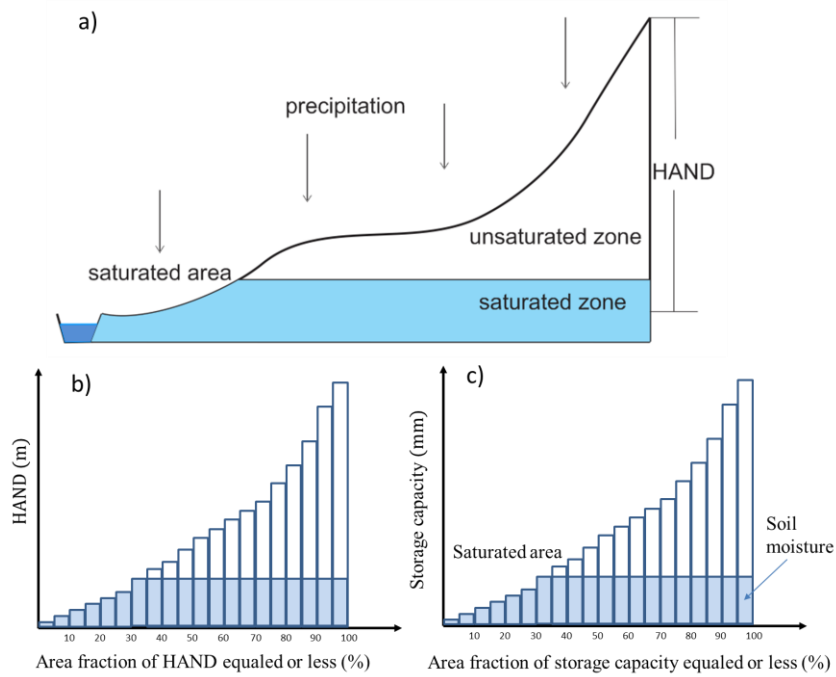 a)
precipitation
HAND
unsaturated zone
saturated area
saturated zone
b)
HAND (m)
10 20 30 40 50 60 70 80 90 100
Area fraction of HAND equaled or less (%)
c)
Storage capacity (mm)
Saturated area
Soil
moisture
10 20 30 40 50 60 70 80 90 100
Area fraction of storage capacity equaled or less (%)